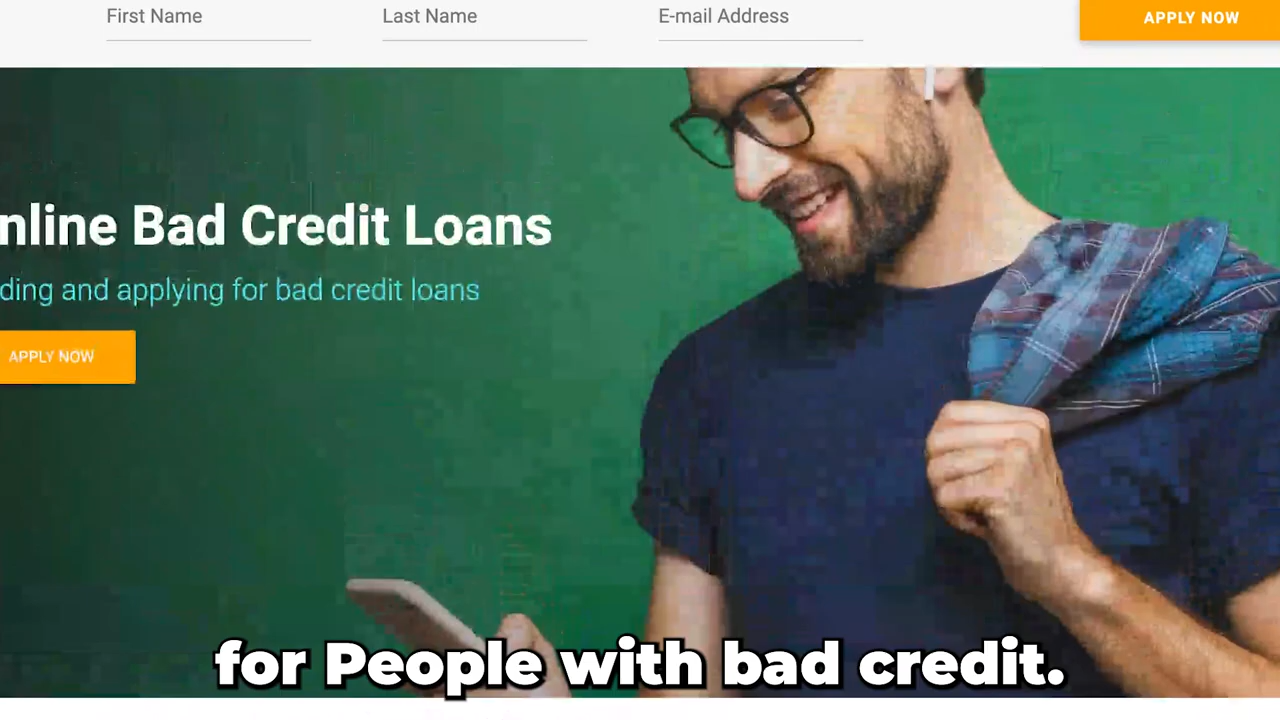 First Name
Last Name
E-mail Address
APPLY NOW
nline Bad Credit Loans
ding and applying for bad credit loans
APPLY NOW
for People with bad credit.